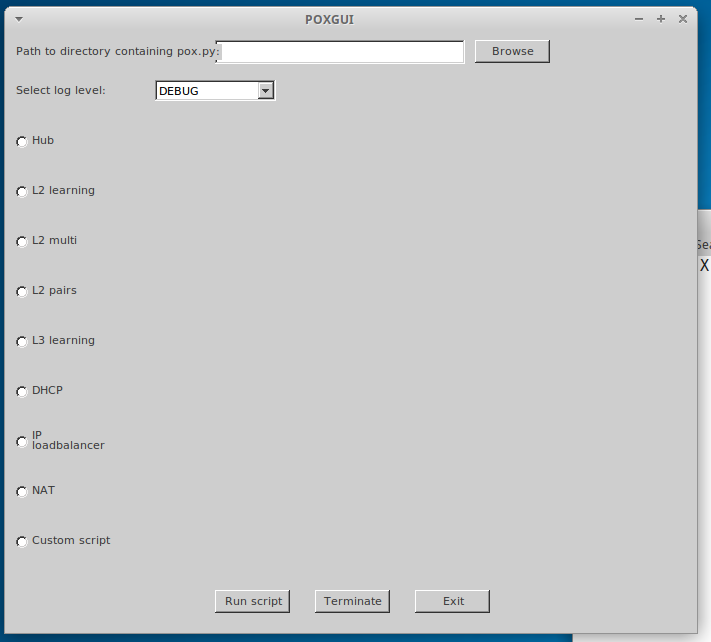 POXGUI
Path to directory containing pox.py:
Browse
Select log level:
DEBUG
Hub
L2 learning
L2 multi
L2 pairs
L3 learning
DHCP
IP
loadbalancer
NAT
Custom script
Run script
Terminate
Exit
X